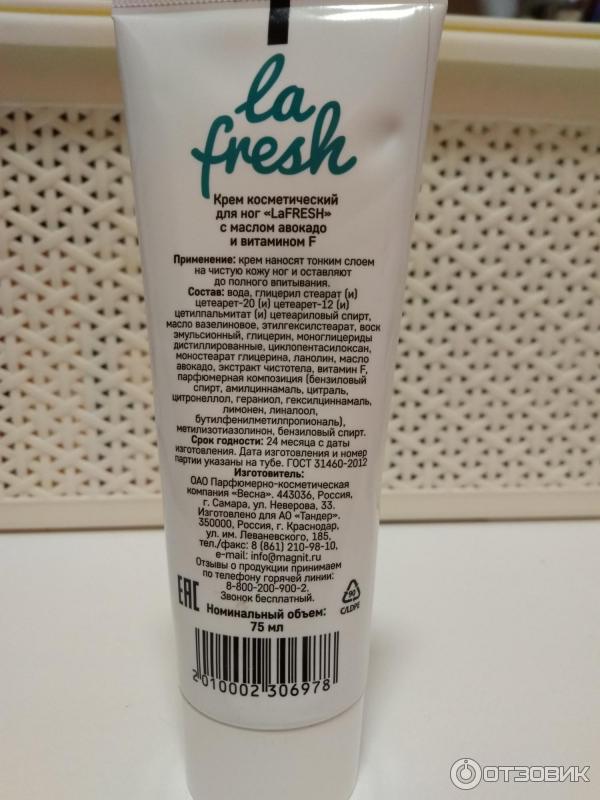 la
fresh
Крем косметический
для ног «LaFRESH»
с маслом авокадо
и витамином F
Применение: крем наносят тонким слоем
на чистую кожу ног и оставляют
до полного впитывания.
Состав: вода, глицерил стеарат (и)
цетеарет-20 (и) цетеарет-12 (и)
цетилпальмитат (и) цетеариловый спирт,
масло вазелиновое, этилгексилстеарат, воск
эмульсионный, глицерин, моноглицериды
дистиллированные, циклопентасилоксан,
моностеарат глицерина, ланолин, масло
авокадо, экстракт чистотела, витамин F,
парфюмерная композиция (бензиловый
спирт, амилциннамаль, цитраль,
цитронеллол, гераниол, гексилциннамаль,
лимонен, линалоол,
бутилфенилметилпропиональ),
метилизотиазолинон, бензиловый спирт.
Срок годности: 24 месяца с даты
изготовления. Дата изготовления и номер
партии указаны на тубе. ГОСТ 31460-2012
Изготовитель:
ОАО Парфюмерно-косметическая
компания «Весна». 443036, Россия,
г. Самара, ул. Неверова, 33.
Изготовлено для АО «Тандер».
350000, Россия, г. Краснодар,
ул. им. Леваневского, 185,
тел./факс: 8 (861) 210-98-10,
e-mail: info@magnit.ru
Отзывы о продукции принимаем
по телефону горячей линии:
8-800-200-900-2.
Звонок бесплатный.
EAC
90
C/LDPE
Номинальный объем:
75 мл
2010002306978
ОТЗОВИК